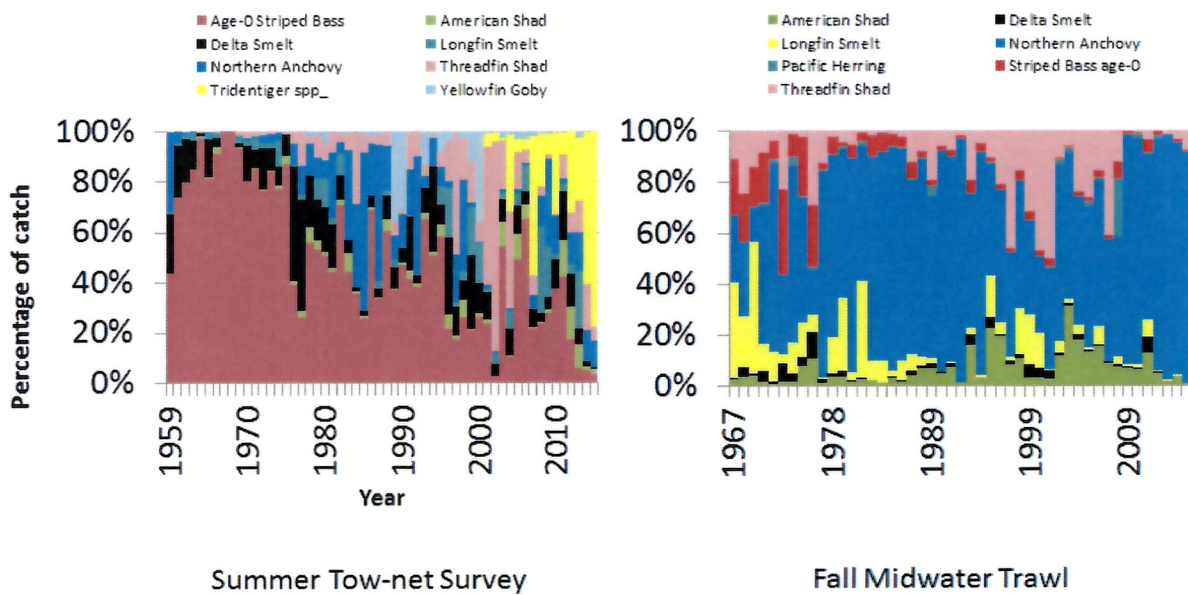 Age-0 Striped Bass
American Shad
Delta Smelt
Longfin Smelt
Northern Anchovy
Threadfin Shad
Tridentiger spp_
Yellowfin Goby
American Shad
Delta Smelt
Longfin Smelt
Northern Anchovy
Pacific Herring
Striped Bass age-0
Threadfin Shad
Percentage of catch
100%
80%
60%
40%
20%
0%
1959
1970
1980
1990
2000
2010
Year
100%
80%
60%
40%
20%
0%
1967
1978
1989
1999
2009
Summer Tow-net Survey
Fall Midwater Trawl